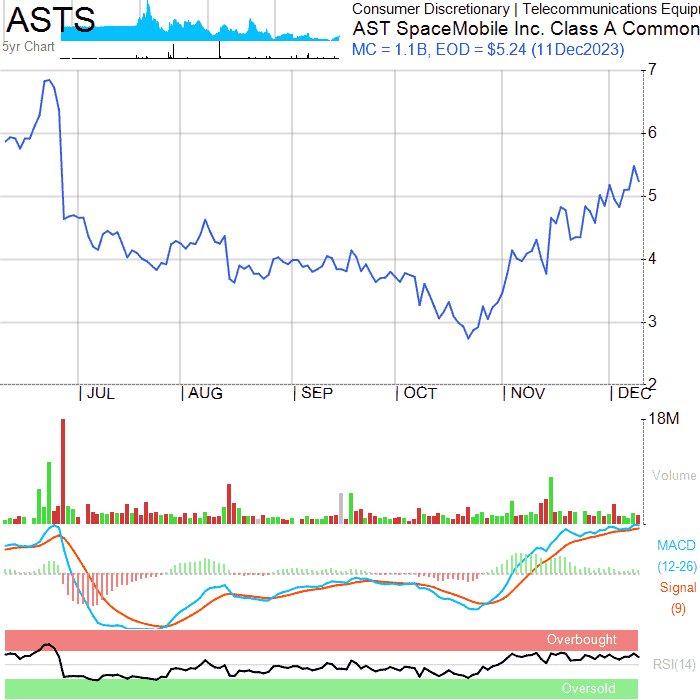 ASTS
5yr Chart
Consumer Discretionary | Telecommunications Equip
AST SpaceMobile Inc. Class A Common
MC = 1.1B, EOD = $5.24 (11Dec2023)
7
6
5
4
3
2
| JUL | AUG | SEP | OCT | NOV | DEC
18M
Volume
MACD
(12-26)
Signal
(9)
Overbought
RSI(14)
Oversold